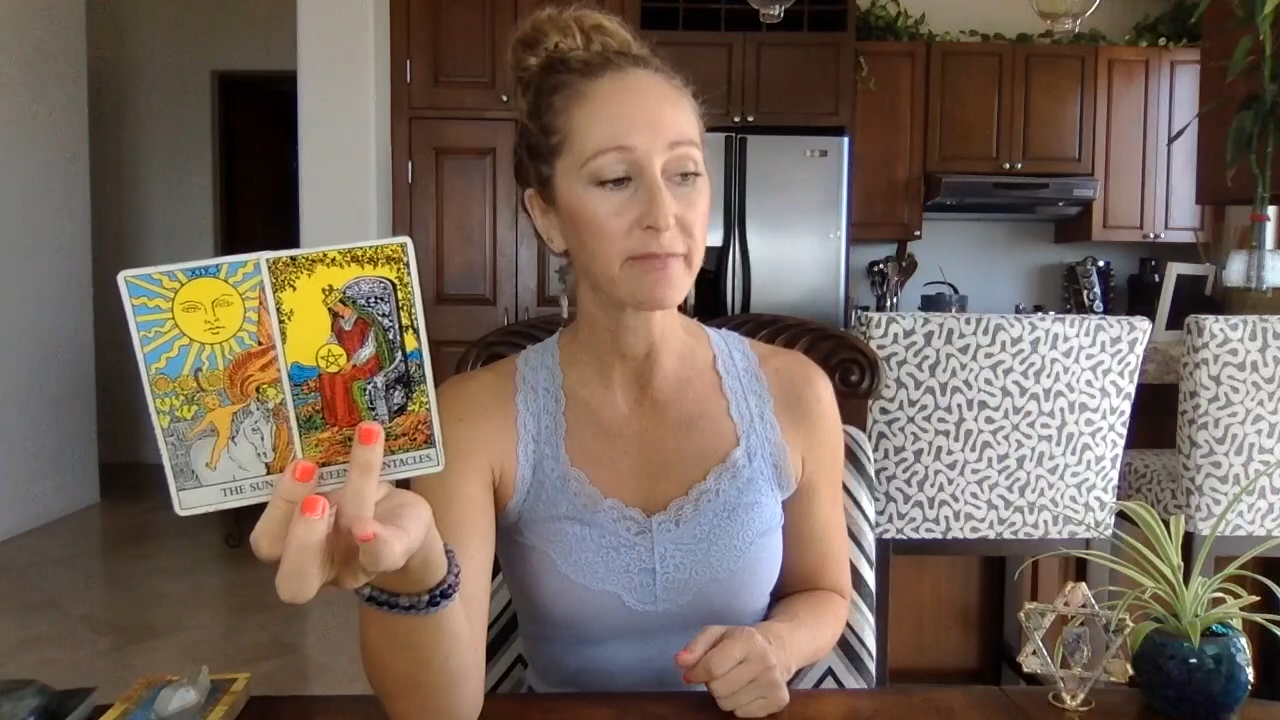 XIX
THE SUN.
QUEEN PENTACLES.